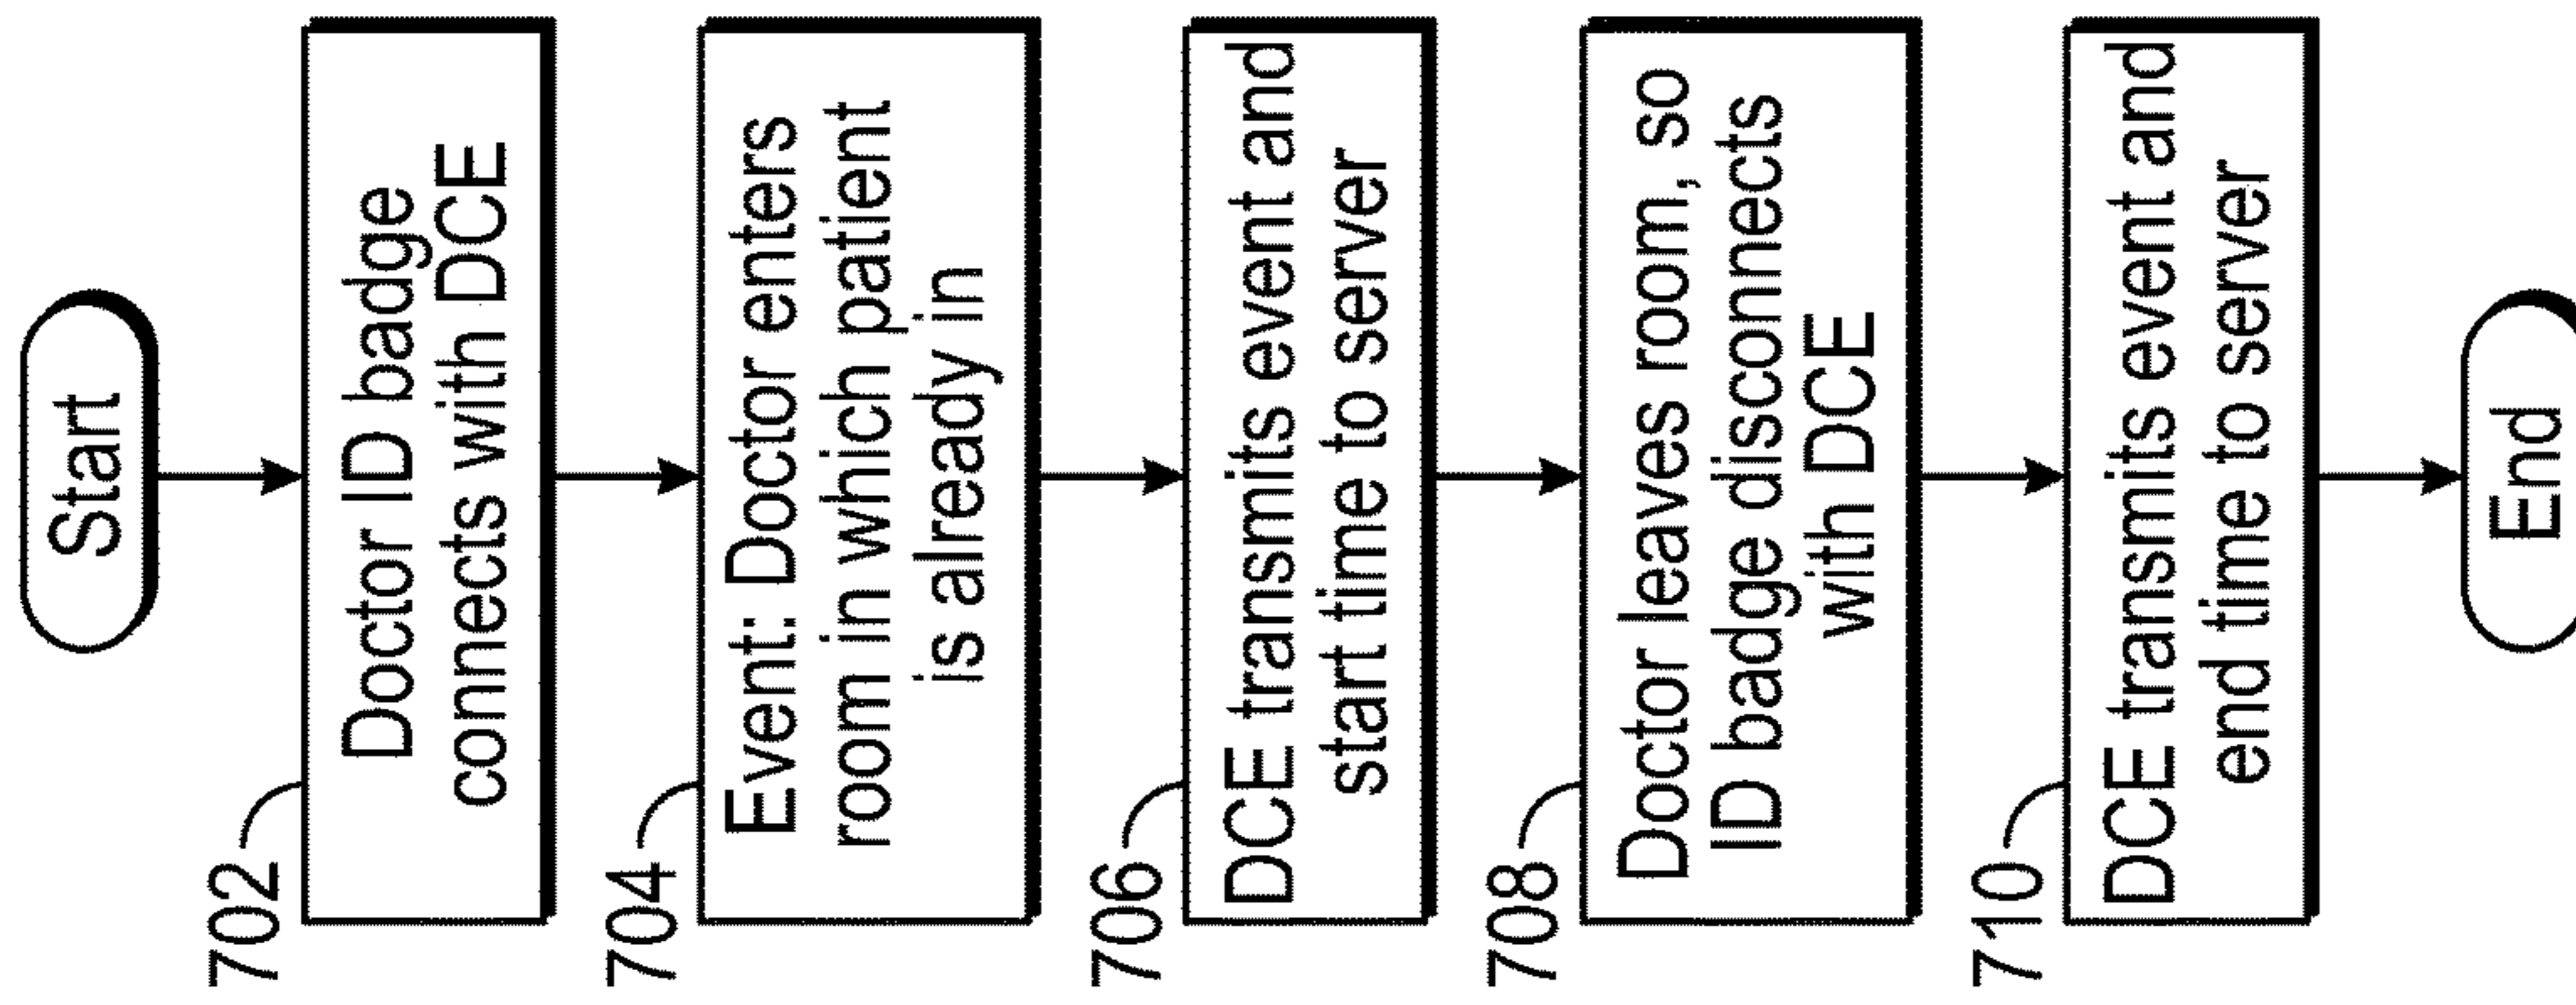 Start
702
Doctor ID badge
connects with DCE
704
Event: Doctor enters
room in which patient
is already in
706
DCE transmits event and
start time to server
708
Doctor leaves room, so
ID badge disconnects
with DCE
710
DCE transmits event and
end time to server
End